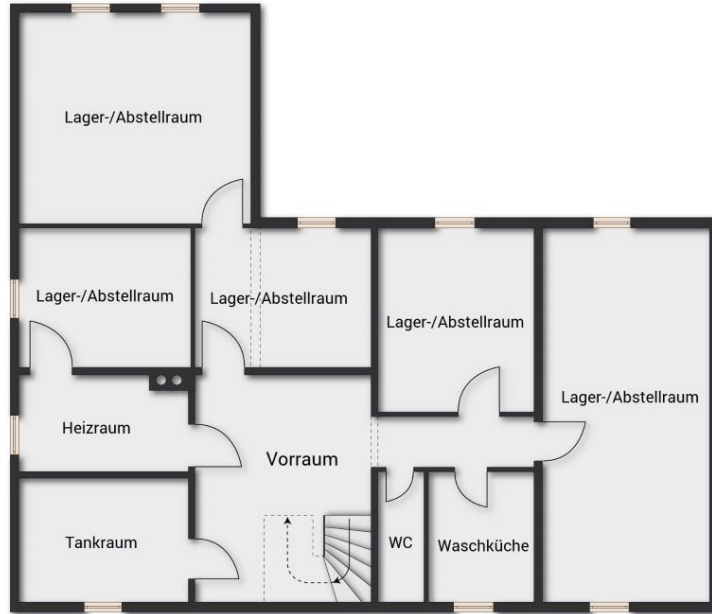 Lager-/Abstellraum
Lager-/Abstellraum
Lager-/Abstellraum
Lager-/Abstellraum
Lager-/Abstellraum
Heizraum
Vorraum
Tankraum
WC
Waschküche